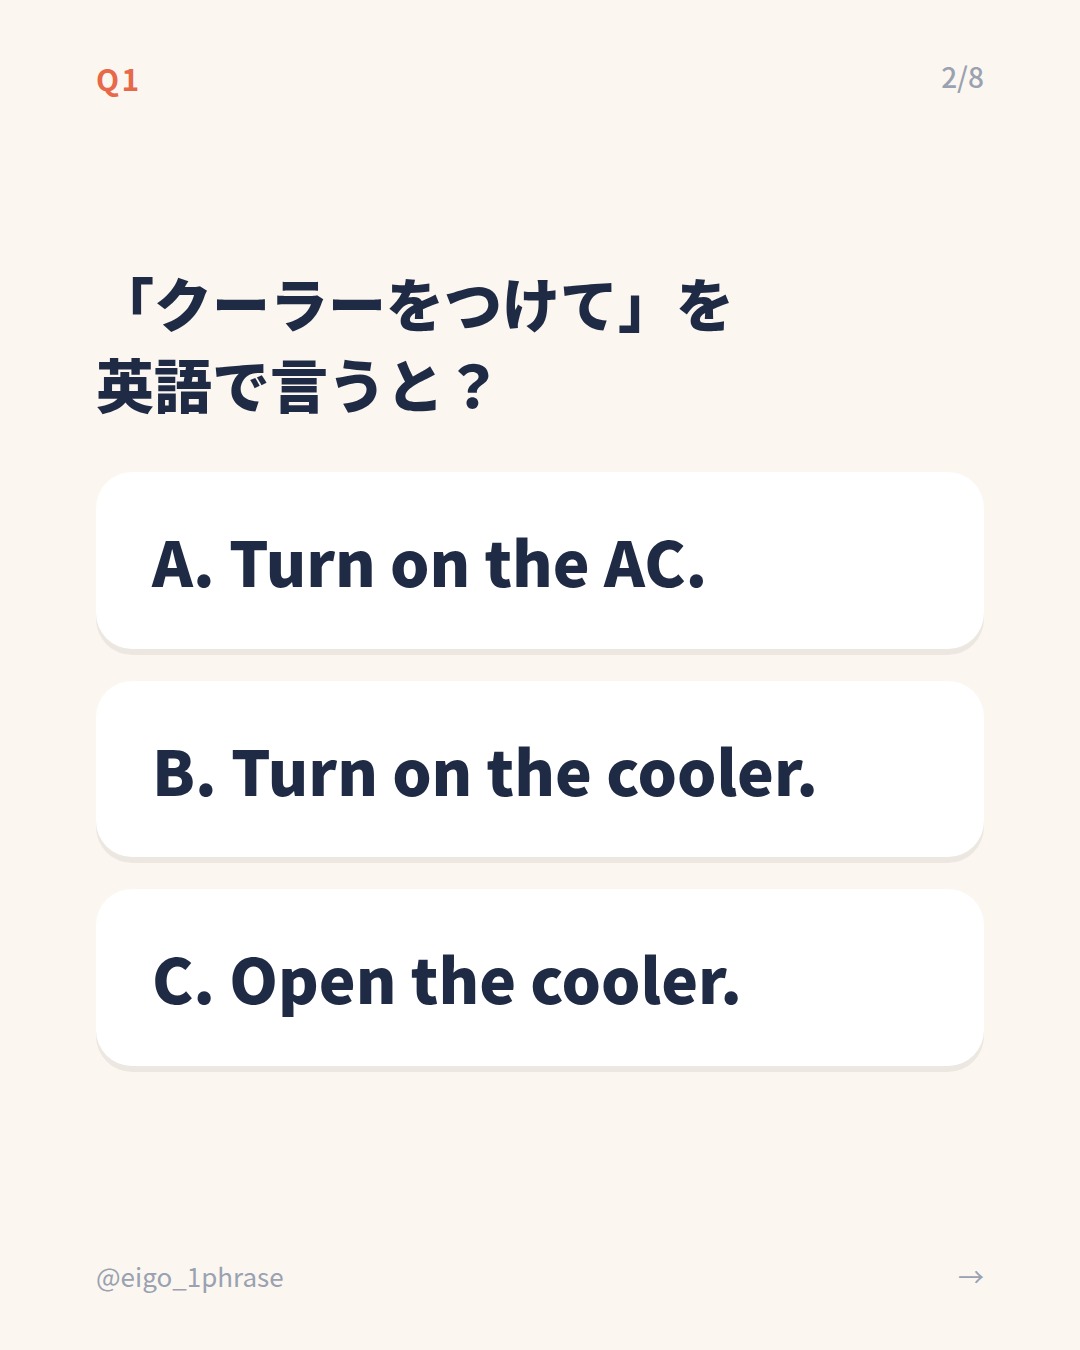 Q1
2/8
「クーラーをつけて」を
英語で言うと？
A. Turn on the AC.
B. Turn on the cooler.
C. Open the cooler.
@eigo_1phrase
→